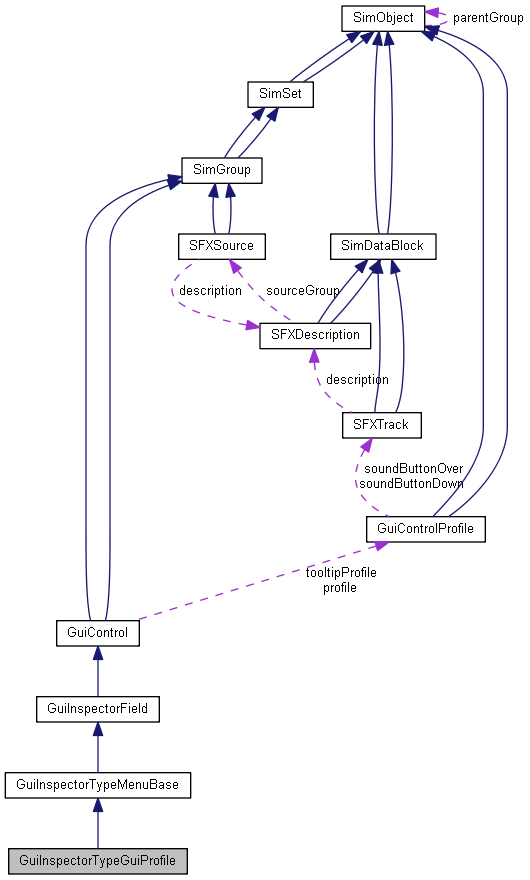 SimObject
parentGroup
SimSet
SimGroup
SFXSource
SimDataBlock
description
sourceGroup
SFXDescription
description
SFXTrack
soundButtonOver
soundButtonDown
GuiControlProfile
tooltipProfile
profile
GuiControl
GuiInspectorField
GuiInspectorTypeMenuBase
GuiInspectorTypeGuiProfile